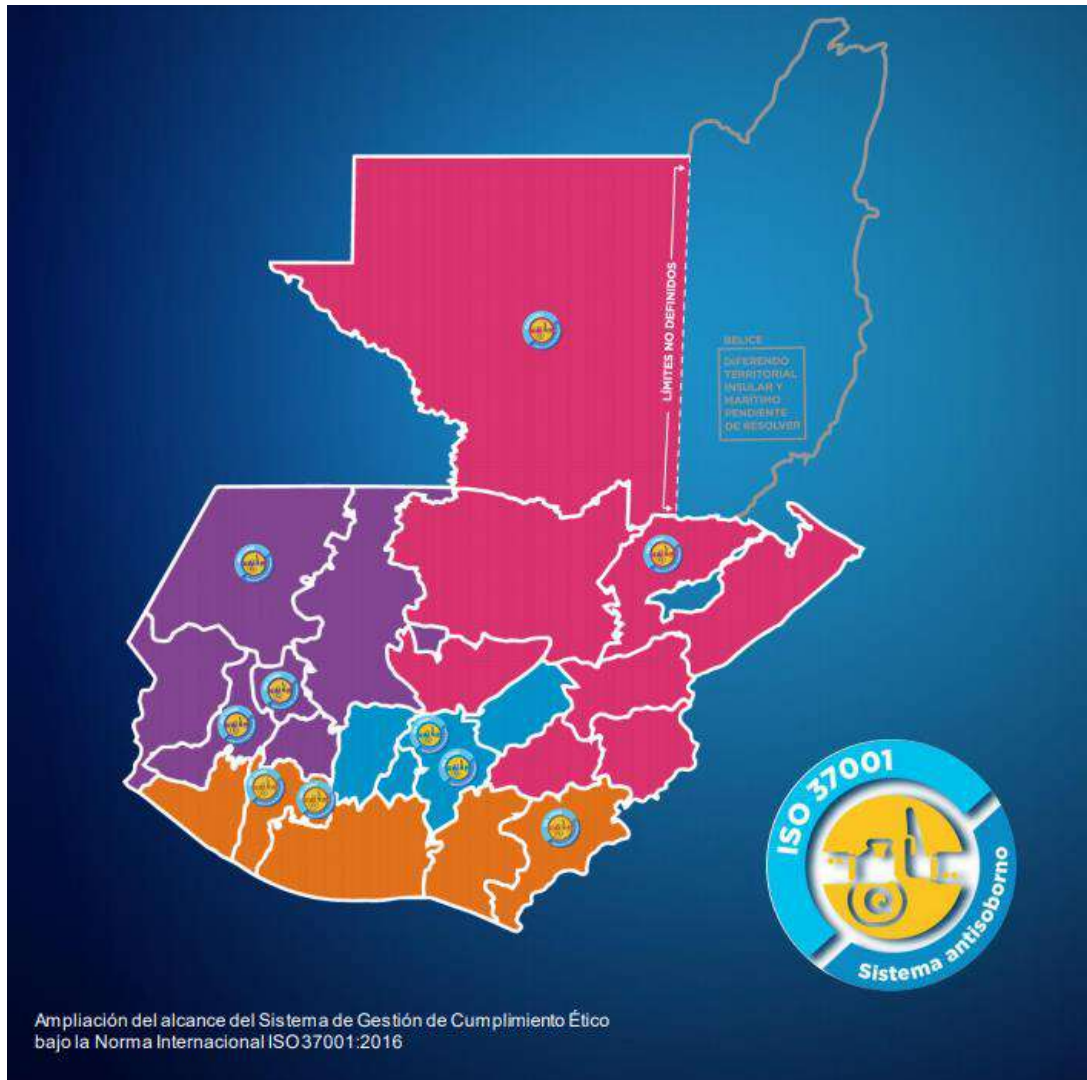 LÍMITES NO DEFINIDOS
BELICE
DIFERENDO
TERRITORIAL
INSULAR Y
MARÍTIMO
PENDIENTE
DE RESOLVER
ISO 37001
Sistema antisoborno
Ampliación del alcance del Sistema de Gestión de Cumplimiento Ético
bajo la Norma Internacional ISO 37001:2016